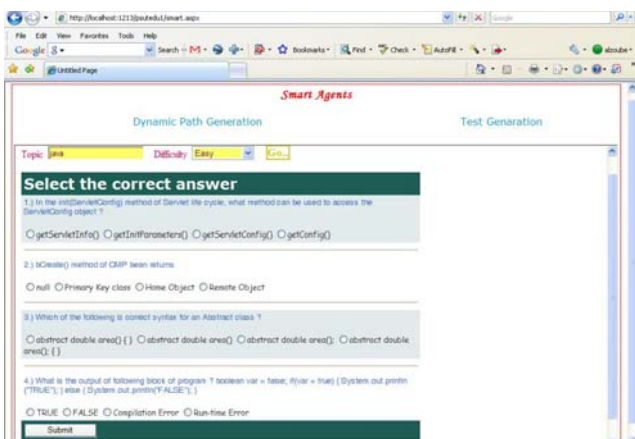 http://localhost:1213/psutedu1/smart.aspx
Google
File Edit View Favorites Tools Help
Google Search Bookmarks Find Check AutoFill
Untitled Page
Smart Agents
Dynamic Path Generation Test Genaration
Topic java Difficulty Easy Go..
Select the correct answer
1.) In the init(ServletConfig) method of Servlet life cycle, what method can be used to access the
ServletConfig object ?
getServletInfo() getInitParameters() getServletConfig() getConfig()
2.) method of CMP bean returns
null Primary Key class Home Object Remote Object
3.) Which of the following is correct syntax for an Abstract class ?
abstract double area() { } abstract double area() abstract double area(); abstract double
area(); { }
4.) What is the output of following block of program ? boolean var = false; if(var = true) { System.out.println
("TRUE"); } else { System.out.println("FALSE"); }
TRUE FALSE Compilation Error Run-time Error
Submit